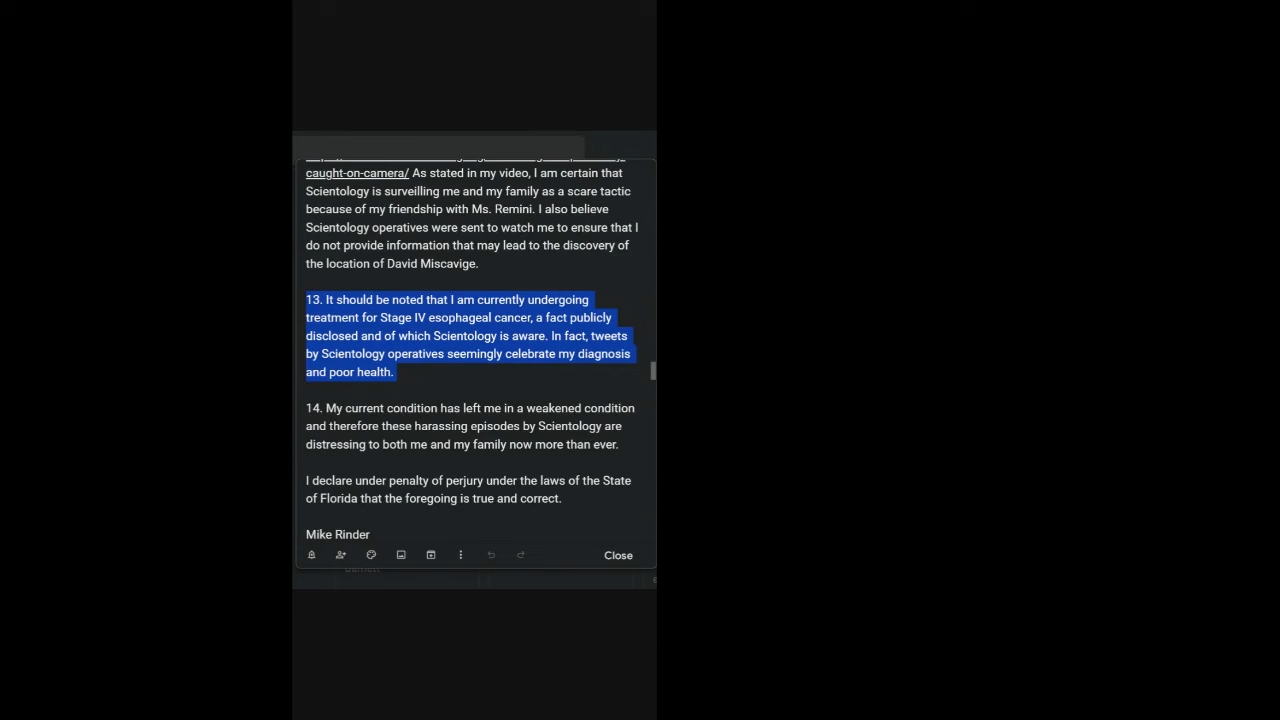 caught-on-camera/ As stated in my video, I am certain that
Scientology is surveilling me and my family as a scare tactic
because of my friendship with Ms. Remini. I also believe
Scientology operatives were sent to watch me to ensure that I
do not provide information that may lead to the discovery of
the location of David Miscavige.
13. It should be noted that I am currently undergoing
treatment for Stage IV esophageal cancer, a fact publicly
disclosed and of which Scientology is aware. In fact, tweets
by Scientology operatives seemingly celebrate my diagnosis
and poor health.
14. My current condition has left me in a weakened condition
and therefore these harassing episodes by Scientology are
distressing to both me and my family now more than ever.
I declare under penalty of perjury under the laws of the State
of Florida that the foregoing is true and correct.
Mike Rinder
Close